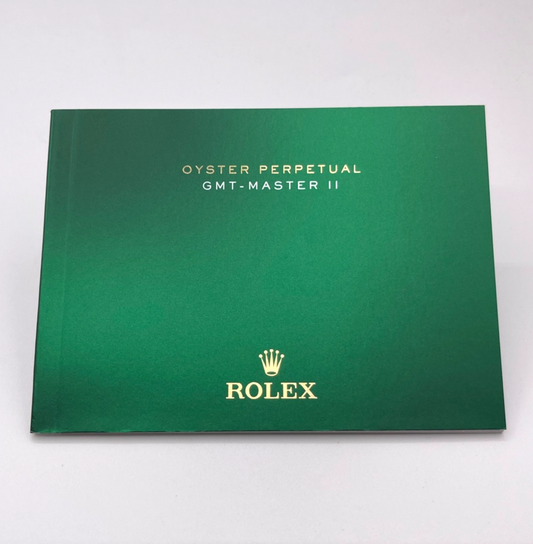 OYSTER PERPETUAL
GMT-MASTER II
ROLEX